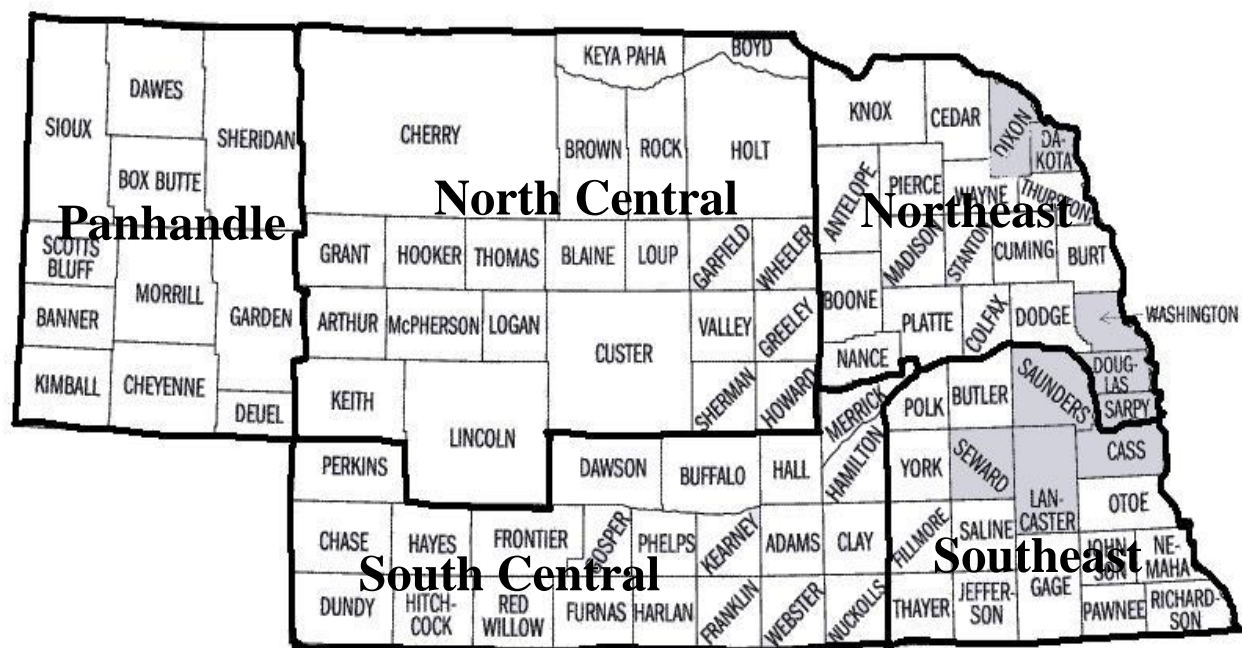 KEYA PAHA
BOYD
DAWES
SIOUX
SHERIDAN
CHERRY
BROWN
ROCK
HOLT
KNOX
CEDAR
DIXON
DA-
KOTA
BOX BUTTE
ANTELOPE
PIERCE
WAYNE
THURSTON
Panhandle
North Central
Northeast
SCOTTS
BLUFF
GRANT
HOOKER
THOMAS
BLAINE
LOUP
GARFIELD
WHEELER
MADISON
STANTON
CUMING
BURT
BANNER
MORRILL
GARDEN
ARTHUR
McPHERSON
LOGAN
CUSTER
VALLEY
GREELEY
BOONE
PLATTE
COLFAX
DODGE
WASHINGTON
NANCE
KIMBALL
CHEYENNE
DEUEL
KEITH
LINCOLN
SHERMAN
HOWARD
MERRICK
POLK
BUTLER
SAUNDERS
DOUG-
LAS
SARPY
PERKINS
DAWSON
BUFFALO
HALL
HAMILTON
YORK
SEWARD
CASS
LAN-
CASTER
OTOE
CHASE
HAYES
FRONTIER
GOSPER
PHELPS
KEARNEY
ADAMS
CLAY
FILLMORE
SALINE
JOHN-
SON
NE-
MAHA
South Central
Southeast
DUNDY
HITCH-
COCK
RED
WILLOW
FURNAS
HARLAN
FRANKLIN
WEBSTER
NUCKOLLS
THAYER
JEFFER-
SON
GAGE
PAWNEE
RICHARD-
SON